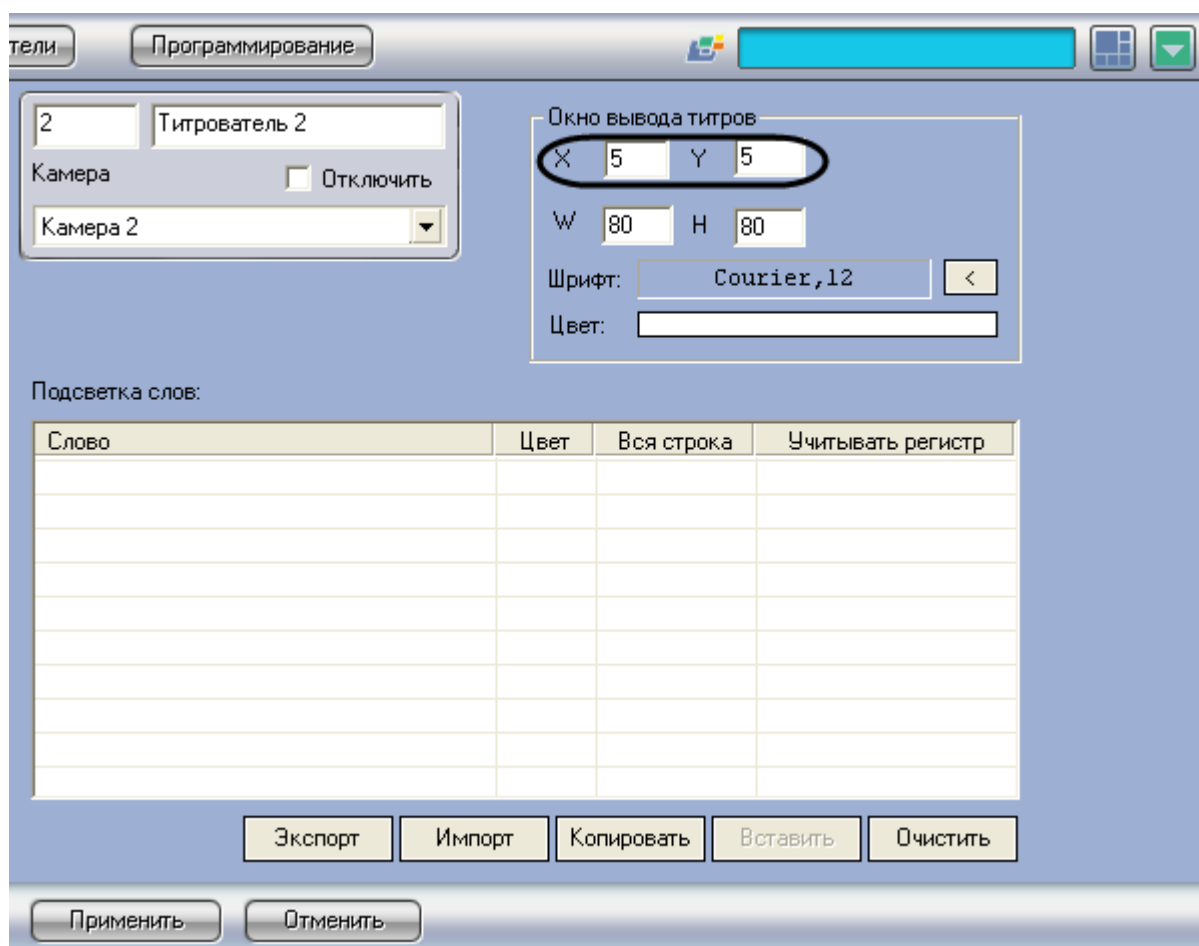 тели Программирование
2 Титрователь 2
Камера Отключить
Камера 2
Окно вывода титров
X 5 Y 5
W 80 H 80
Шрифт: Courier,12 <
Цвет:
Подсветка слов:
Слово Цвет Вся строка Учитывать регистр
Экспорт Импорт Копировать Вставить Очистить
Применить Отменить